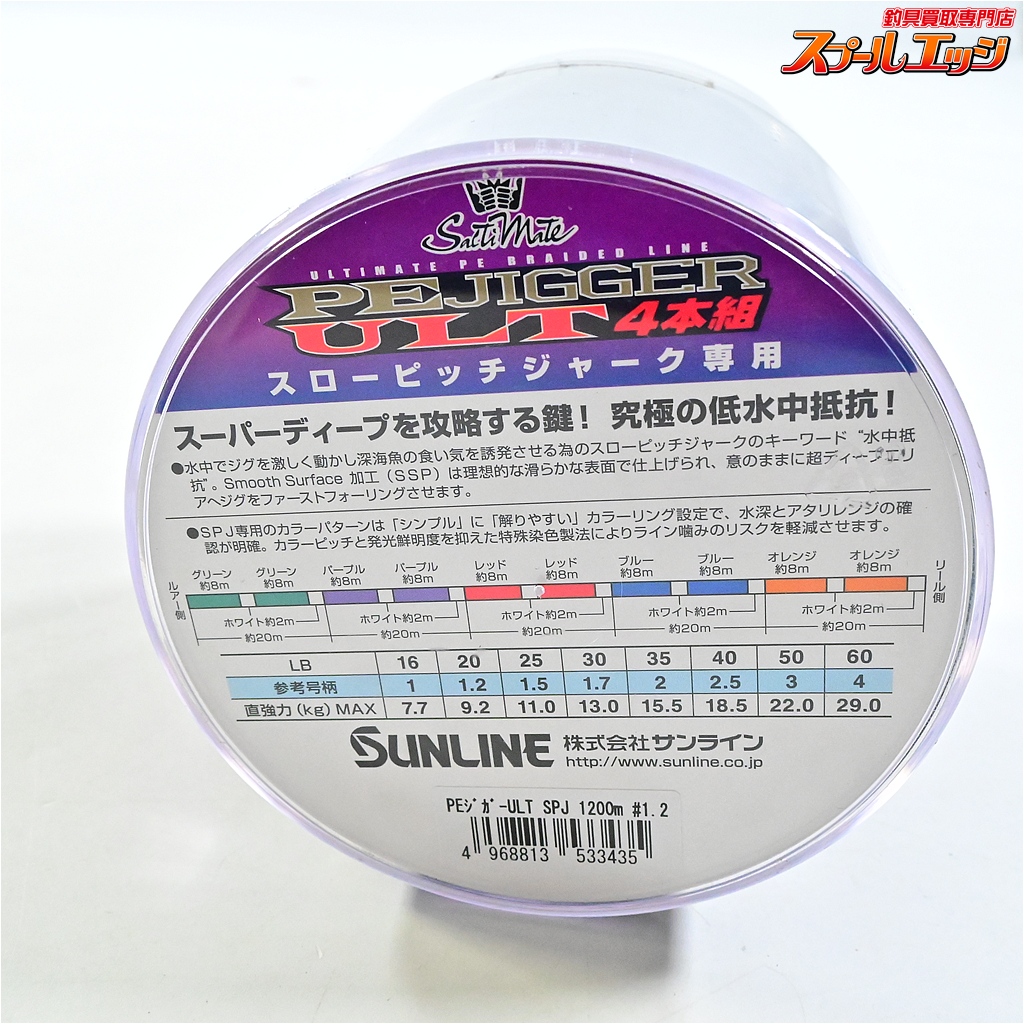 釣具買取専門店
スプールエッジ
SaltiMate
ULTIMATE PE BRAIDED LINE
PE JIGGER
ULT 4本組
スローピッチジャーク専用
スーパーディープを攻略する鍵! 究極の低水中抵抗!
●水中でジグを激しく動かし深海魚の食い気を誘発させる為のスローピッチジャークのキーワード“水中抵
抗”。Smooth Surface 加工(SSP)は理想的な滑らかな表面で仕上げられ、意のままに超ディープエリ
アへジグをファーストフォーリングさせます。
●SPJ専用のカラーパターンは「シンプル」に「解りやすい」カラーリング設定で、水深とアタリレンジの確
認が明確。カラーピッチと発光鮮明度を抑えた特殊染色製法によりライン噛みのリスクを軽減させます。
グリーン グリーン パープル パープル レッド レッド ブルー ブルー オレンジ オレンジ
約8m 約8m 約8m 約8m 約8m 約8m 約8m 約8m 約8m 約8m
ルアー側 リール側
ホワイト約2m ホワイト約2m ホワイト約2m ホワイト約2m ホワイト約2m
約20m 約20m 約20m 約20m 約20m
LB 16 20 25 30 35 40 50 60
参考号柄 1 1.2 1.5 1.7 2 2.5 3 4
直強力(kg)MAX 7.7 9.2 11.0 13.0 15.5 18.5 22.0 29.0
SUNLINE 株式会社サンライン
http://www.sunline.co.jp
PEジガーULT SPJ 1200m #1.2
4 968813 533435